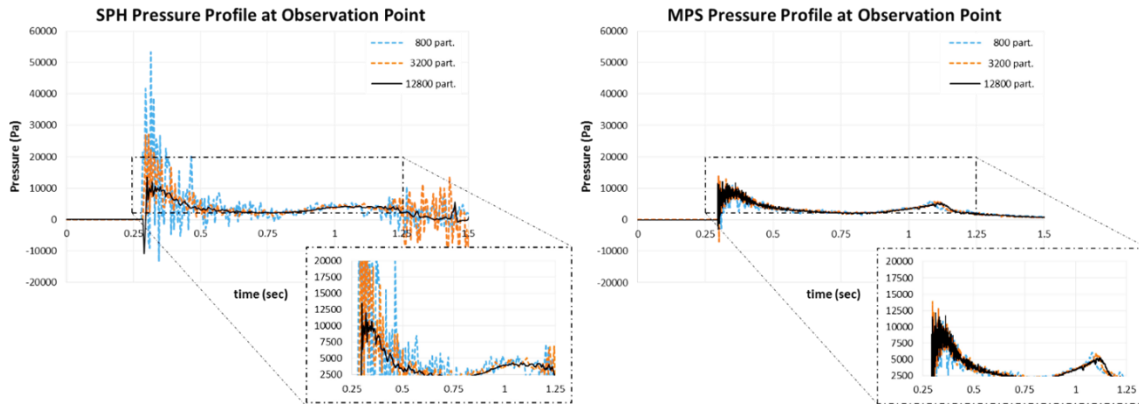 SPH Pressure Profile at Observation Point
60000
50000
40000
30000
20000
10000
0
-10000
-20000
Pressure (Pa)
800 part.
3200 part.
12800 part.
0 0.25 0.5 0.75 1 1.25 1.5
time (sec)
20000
17500
15000
12500
10000
7500
5000
2500
0.25 0.5 0.75 1 1.25
MPS Pressure Profile at Observation Point
60000
50000
40000
30000
20000
10000
0
-10000
-20000
Pressure (Pa)
800 part.
3200 part.
12800 part.
0 0.25 0.5 0.75 1 1.25 1.5
time (sec)
20000
17500
15000
12500
10000
7500
5000
2500
0.25 0.5 0.75 1 1.25